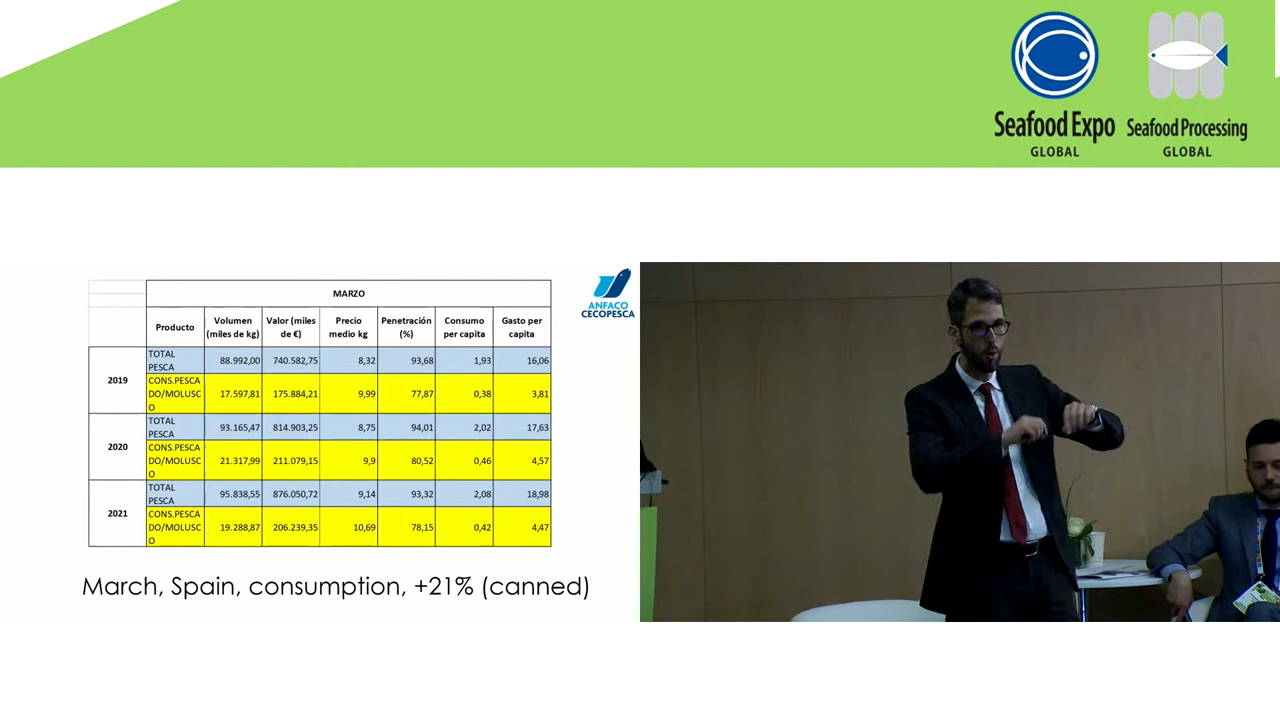 Seafood Expo
GLOBAL
Seafood Processing
GLOBAL
ANFACO
CECOPESCA
MARZO
Producto Volumen (miles de kg) Valor (miles de €) Precio medio kg Penetración (%) Consumo per capita Gasto per capita
2019
TOTAL PESCA 88.992,00 740.582,75 8,32 93,68 1,93 16,06
CONS.PESCADO/MOLUSCO 17.597,81 175.884,21 9,99 77,87 0,38 3,81
2020
TOTAL PESCA 93.165,47 814.903,25 8,75 94,01 2,02 17,63
CONS.PESCADO/MOLUSCO 21.317,99 211.079,15 9,9 80,52 0,46 4,57
2021
TOTAL PESCA 95.838,55 876.050,72 9,14 93,32 2,08 18,98
CONS.PESCADO/MOLUSCO 19.288,87 206.239,35 10,69 78,15 0,42 4,47
March, Spain, consumption, +21% (canned)